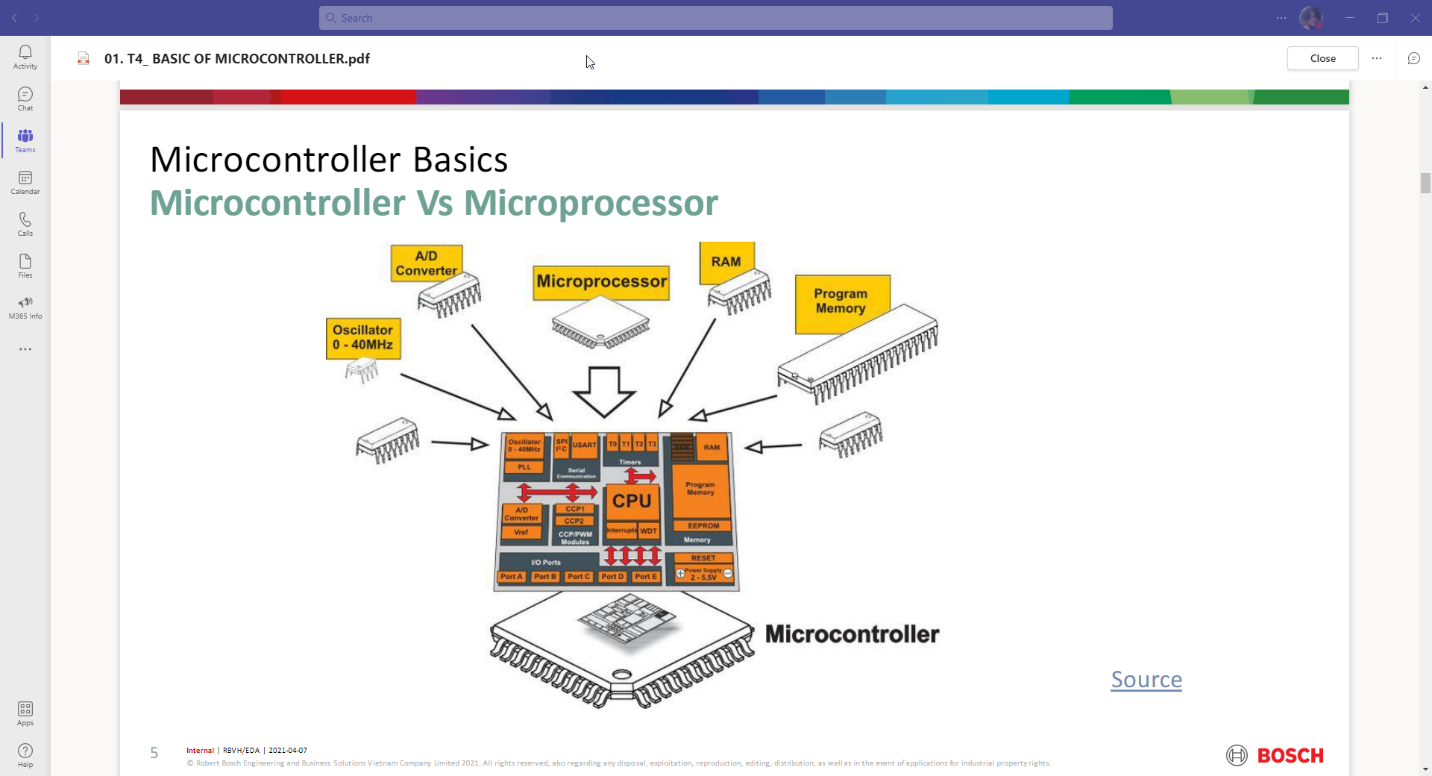 Search
Activity
Chat
Teams
Calendar
Calls
Files
M365 Info
Apps
Help
01. T4_ BASIC OF MICROCONTROLLER.pdf
Close
Microcontroller Basics
Microcontroller Vs Microprocessor
A/D
Converter
Microprocessor
RAM
Program
Memory
Oscillator
0 - 40MHz
Oscillator
0 - 40MHz
PLL
SPI
I²C
USART
Serial
Communication
T0 T1 T2 T3
Timers
RAM
Program
Memory
EEPROM
Memory
CPU
Interrupts
WDT
A/D
Converter
Vref
CCP1
CCP2
CCP/PWM
Modules
I/O Ports
Port A Port B Port C Port D Port E
RESET
Power Supply
2 - 5.5V
Microcontroller
Source
5
Internal | RBVH/EDA | 2021-04-07
© Robert Bosch Engineering and Business Solutions Vietnam Company Limited 2021. All rights reserved, also regarding any disposal, exploitation, reproduction, editing, distribution, as well as in the event of applications for industrial property rights.
BOSCH